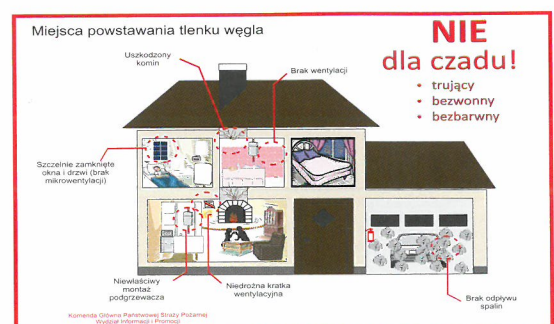 Miejsca powstawania tlenku węgla
NIE
dla czadu!
• trujący
• bezwonny
• bezbarwny
Uszkodzony
komin
Brak wentylacji
Szczelnie zamknięte
okna i drzwi (brak
mikrowentylacji)
Niewłaściwy
montaż
podgrzewacza
Niedrożna kratka
wentylacyjna
Brak odpływu
spalin
Komenda Główna Państwowej Straży Pożarnej
Wydział Informacji i Promocji